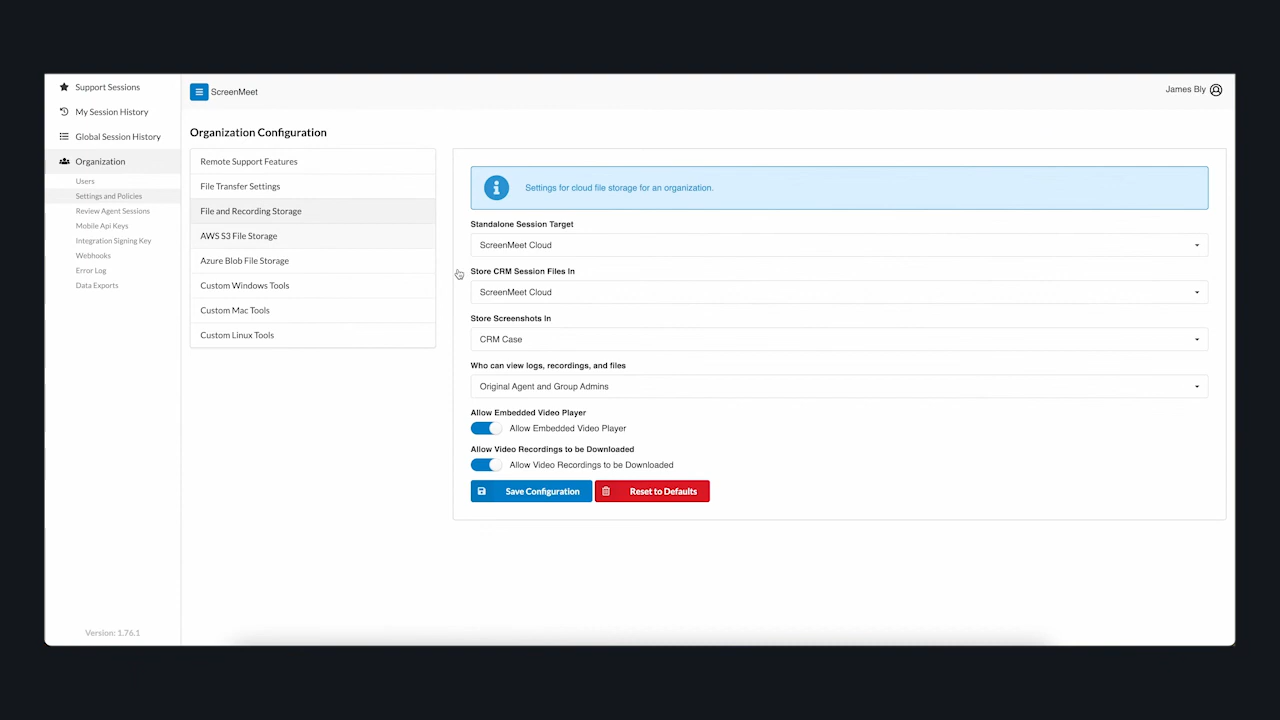 Support Sessions
My Session History
Global Session History
Organization
Users
Settings and Policies
Review Agent Sessions
Mobile Api Keys
Integration Signing Key
Webhooks
Error Log
Data Exports
Version: 1.76.1
ScreenMeet
James Bly
Organization Configuration
Remote Support Features
File Transfer Settings
File and Recording Storage
AWS S3 File Storage
Azure Blob File Storage
Custom Windows Tools
Custom Mac Tools
Custom Linux Tools
Settings for cloud file storage for an organization.
Standalone Session Target
ScreenMeet Cloud
Store CRM Session Files In
ScreenMeet Cloud
Store Screenshots In
CRM Case
Who can view logs, recordings, and files
Original Agent and Group Admins
Allow Embedded Video Player
Allow Embedded Video Player
Allow Video Recordings to be Downloaded
Allow Video Recordings to be Downloaded
Save Configuration
Reset to Defaults